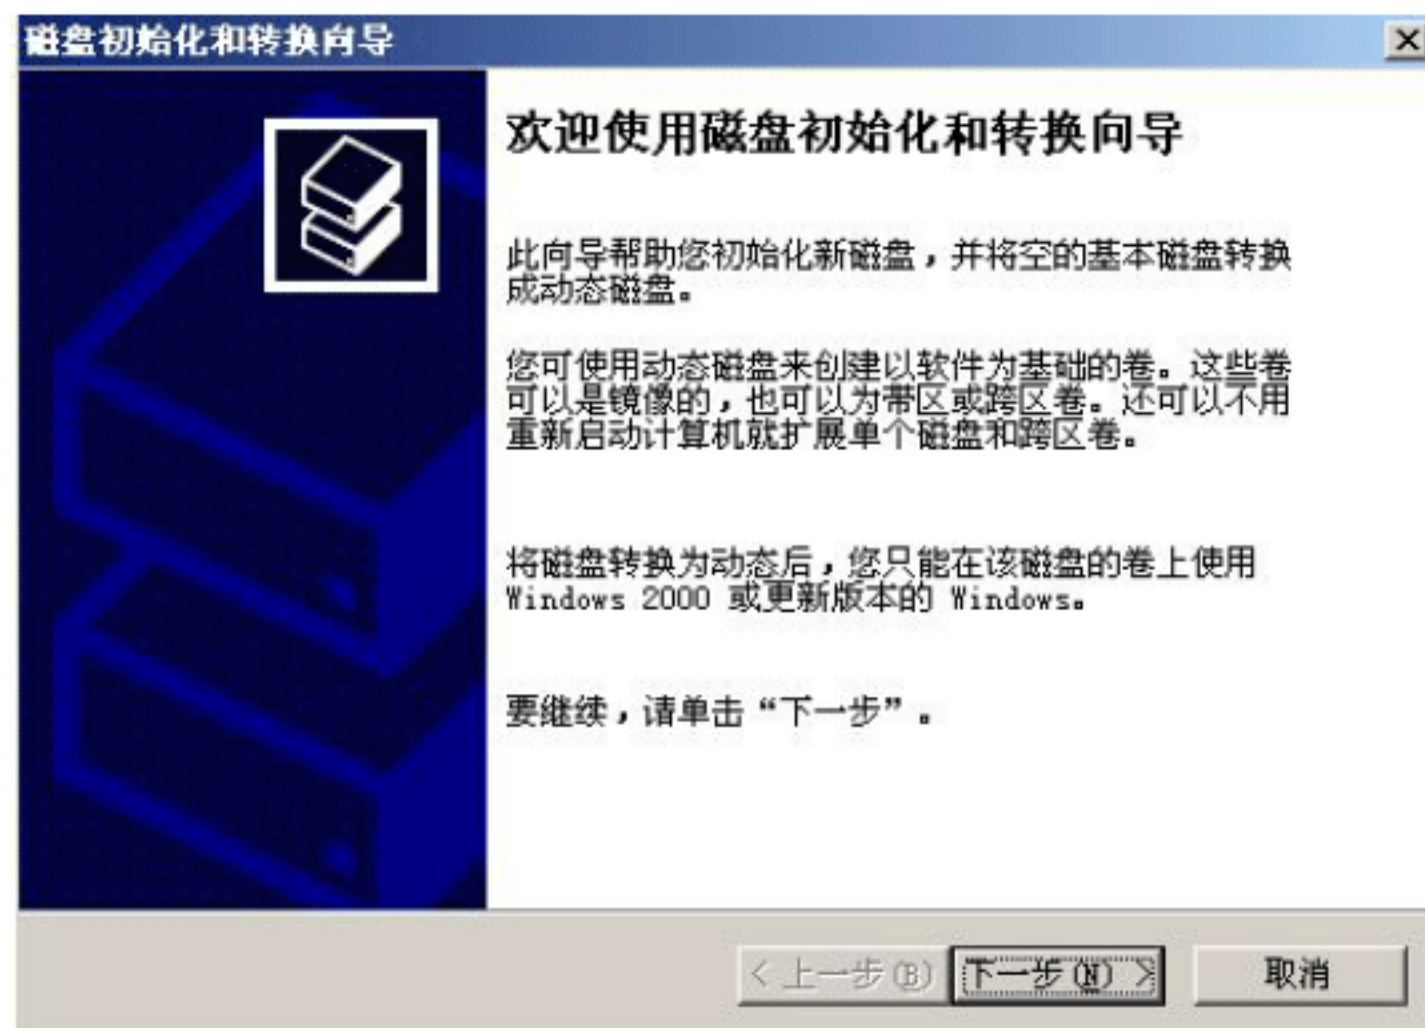 磁盘初始化和转换向导
欢迎使用磁盘初始化和转换向导
此向导帮助您初始化新磁盘，并将空的基本磁盘转换
成动态磁盘。
您可使用动态磁盘来创建以软件为基础的卷。这些卷
可以是镜像的，也可以为带区或跨区卷。还可以不用
重新启动计算机就扩展单个磁盘和跨区卷。
将磁盘转换为动态后，您只能在该磁盘的卷上使用
Windows 2000 或更新版本的 Windows。
要继续，请单击“下一步”。
< 上一步(B) 下一步(N) > 取消